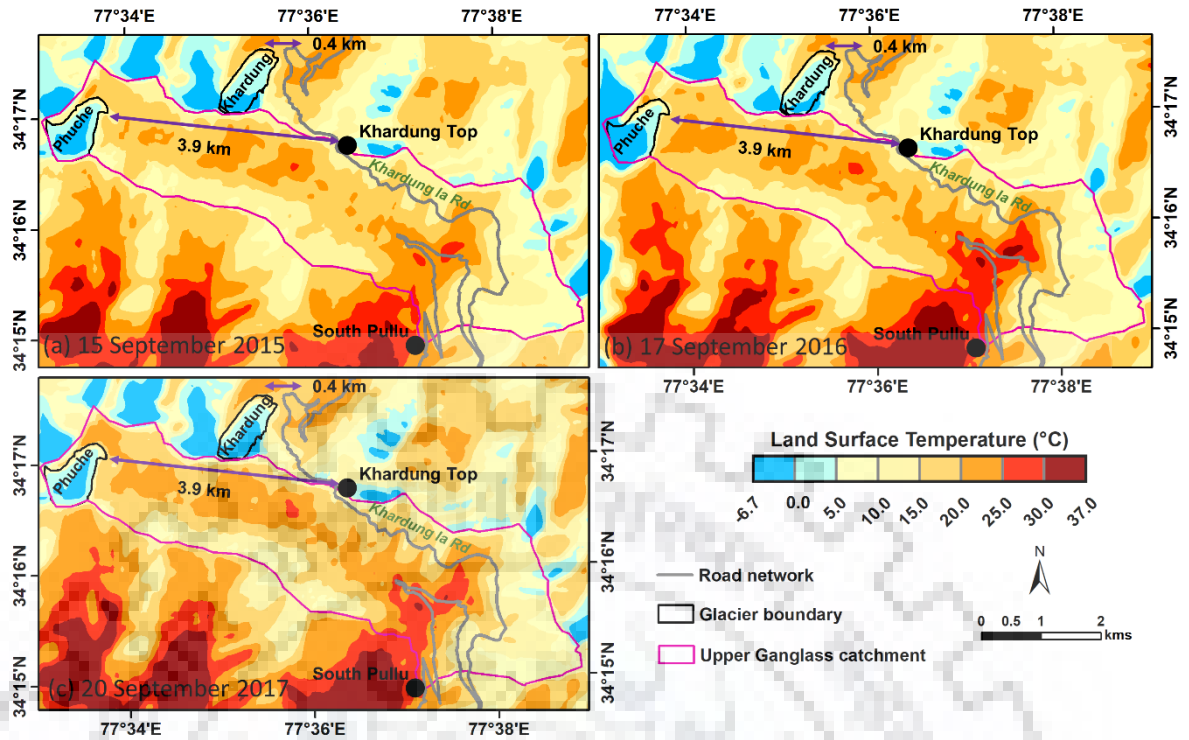 77°34'E 77°36'E 77°38'E
77°34'E 77°36'E 77°38'E
0.4 km
Khardung
Phuche
3.9 km
Khardung Top
Khardung la Rd
South Pullu
34°17'N
34°16'N
34°15'N
(a) 15 September 2015
0.4 km
Khardung
Phuche
3.9 km
Khardung Top
Khardung la Rd
South Pullu
34°17'N
34°16'N
34°15'N
(b) 17 September 2016
77°34'E 77°36'E 77°38'E
0.4 km
Khardung
Phuche
3.9 km
Khardung Top
Khardung la Rd
South Pullu
34°17'N
34°16'N
34°15'N
34°17'N
34°16'N
34°15'N
(c) 20 September 2017
77°34'E 77°36'E 77°38'E
Land Surface Temperature (°C)
-6.7 0.0 5.0 10.0 15.0 20.0 25.0 30.0 37.0
Road network
Glacier boundary
Upper Ganglass catchment
N
0 0.5 1 2
kms